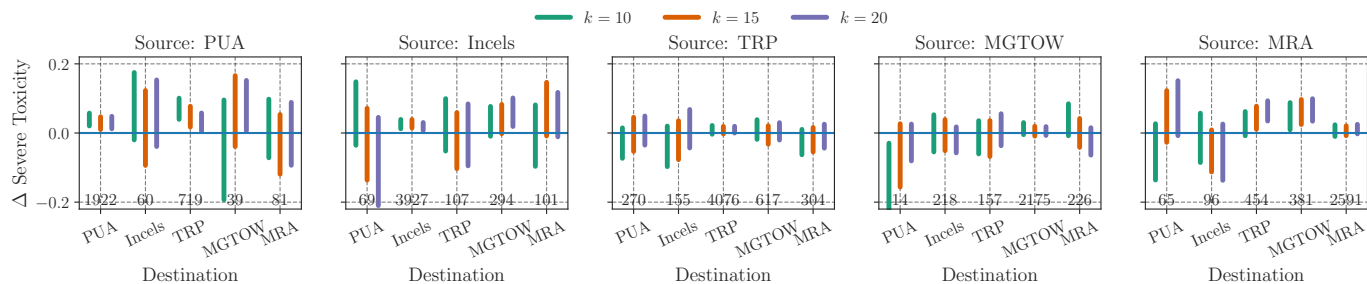 k = 10 k = 15 k = 20
Source: PUA Source: Incels Source: TRP Source: MGTOW Source: MRA
Δ Severe Toxicity
0.2
0.0
−0.2
1922 60 719 39 81
69 3927 107 294 101
270 155 4076 617 304
14 218 157 2175 226
65 96 454 381 2591
PUA Incels TRP MGTOW MRA
PUA Incels TRP MGTOW MRA
PUA Incels TRP MGTOW MRA
PUA Incels TRP MGTOW MRA
PUA Incels TRP MGTOW MRA
Destination Destination Destination Destination Destination